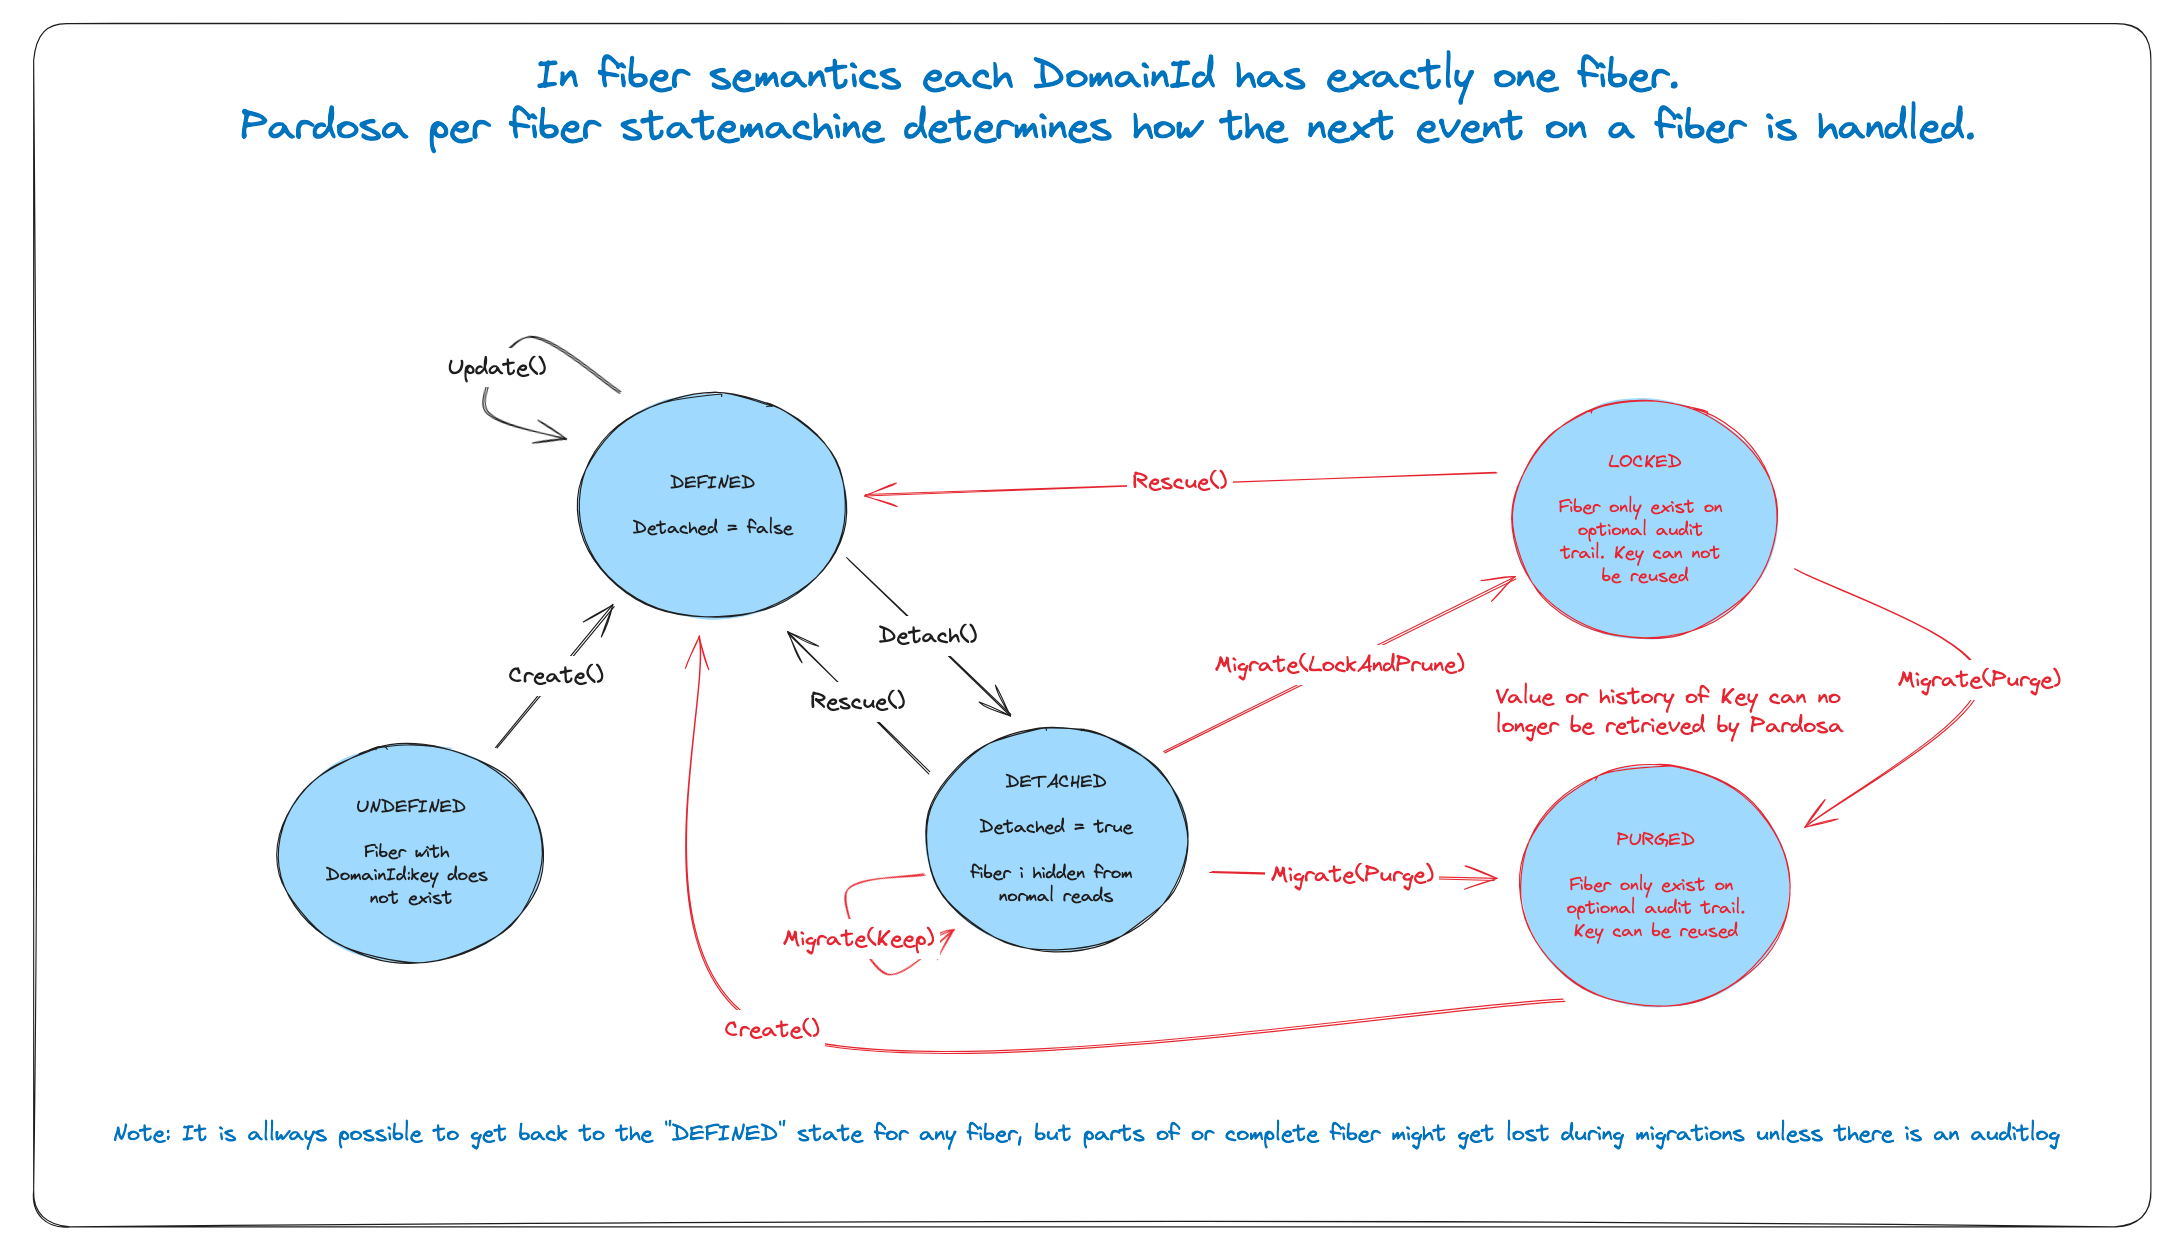 In fiber semantics each DomainId has exactly one fiber.
Pardosa per fiber statemachine determines how the next event on a fiber is handled.
Update()
DEFINED
Detached = false
Rescue()
LOCKED
Fiber only exist on
optional audit
trail. Key can not
be reused
Detach()
Create()
Rescue()
Migrate(LockAndPrune)
Migrate(Purge)
Value or history of Key can no
longer be retrieved by Pardosa
UNDEFINED
Fiber with
DomainId:key does
not exist
DETACHED
Detached = true
fiber i hidden from
normal reads
Migrate(Keep)
Migrate(Purge)
PURGED
Fiber only exist on
optional audit trail.
Key can be reused
Create()
Note: It is allways possible to get back to the "DEFINED" state for any fiber, but parts of or complete fiber might get lost during migrations unless there is an auditlog